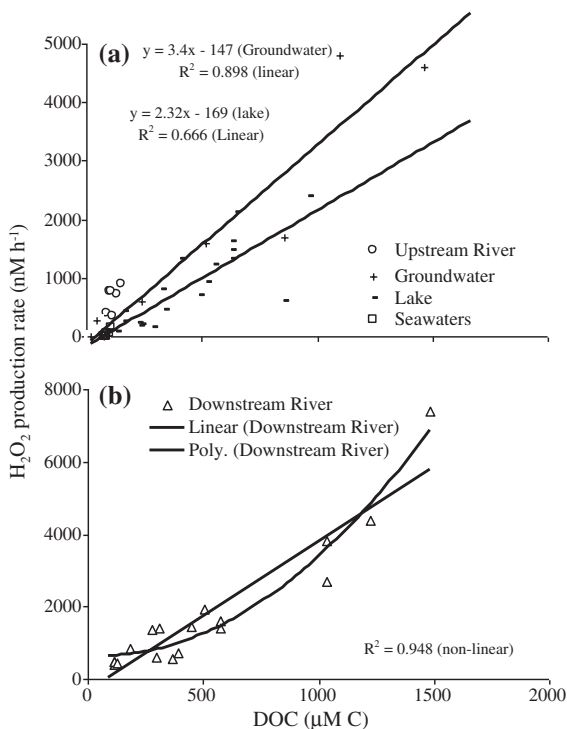 5000
(a)
y = 3.4x - 147 (Groundwater)
R² = 0.898 (linear)
4000
y = 2.32x - 169 (lake)
R² = 0.666 (Linear)
3000
2000
Upstream River
Groundwater
1000
Lake
Seawaters
0
H₂O₂ production rate (nM h⁻¹)
8000
(b)
Downstream River
Linear (Downstream River)
6000
Poly. (Downstream River)
4000
2000
R² = 0.948 (non-linear)
0
0 500 1000 1500 2000
DOC (μM C)